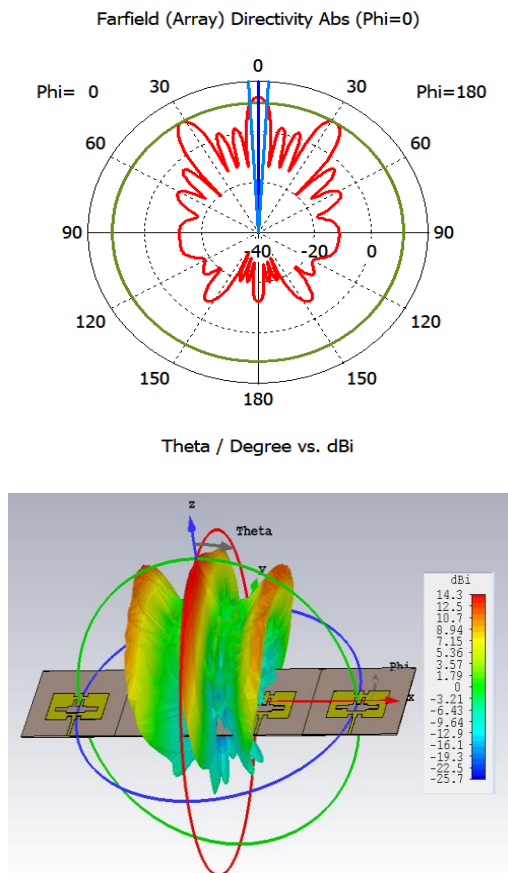 Farfield (Array) Directivity Abs (Phi=0)
0
Phi= 0 30 30 Phi=180
60 60
90 -40 -20 0 90
120 120
150 150
180
Theta / Degree vs. dBi
z
Theta
Y
Phi
x
dBi
14.3
12.5
10.7
8.94
7.15
5.36
3.57
1.79
0
-3.21
-6.43
-9.64
-12.9
-16.1
-19.3
-22.5
-25.7